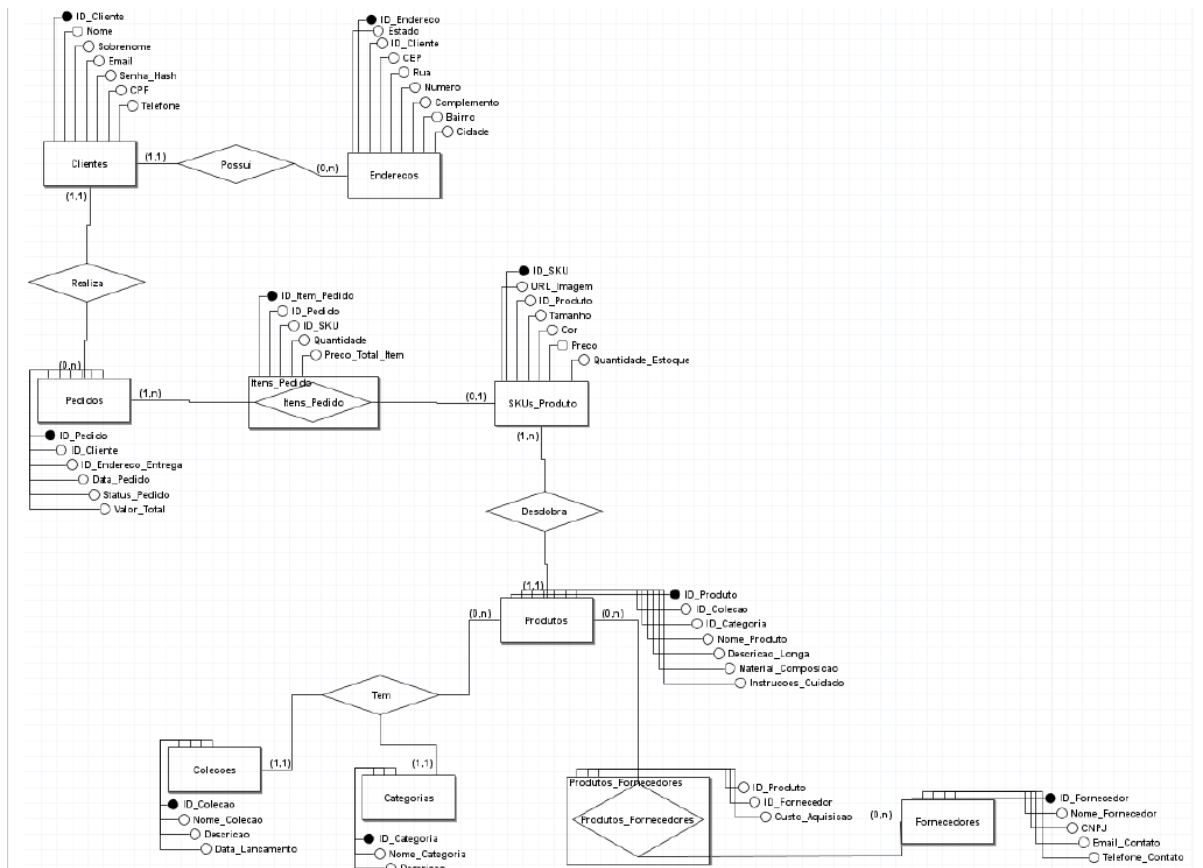 ID_Cliente
Nome
Sobrenome
Email
Senha_Hash
CPF
Telefone
Clientes
(1,1)
Possui
(0,n)
ID_Endereco
Estado
ID_Cliente
CEP
Rua
Numero
Complemento
Bairro
Cidade
Enderecos
(1,1)
Realiza
(0,n)
Pedidos
(1,n)
ID_Pedido
ID_Cliente
ID_Endereco_Entrega
Data_Pedido
Status_Pedido
Valor_Total
ID_Item_Pedido
ID_Pedido
ID_SKU
Quantidade
Preco_Total_Item
Itens_Pedido
Itens_Pedido
(0,1)
ID_SKU
URL_Imagem
ID_Produto
Tamanho
Cor
Preco
Quantidade_Estoque
SKUs_Produto
(1,n)
Desdobra
(1,1)
(0,n)
Produtos
(0,n)
ID_Produto
ID_Colecao
ID_Categoria
Nome_Produto
Descricao_Longa
Material_Composicao
Instrucoes_Cuidado
Tem
Colecoes
(1,1)
ID_Colecao
Nome_Colecao
Descricao
Data_Lancamento
(1,1)
Categorias
ID_Categoria
Nome_Categoria
Descricao
Produtos_Fornecedores
Produtos_Fornecedores
ID_Produto
ID_Fornecedor
Custo_Aquisicao
(0,n)
Fornecedores
ID_Fornecedor
Nome_Fornecedor
CNPJ
Email_Contato
Telefone_Contato